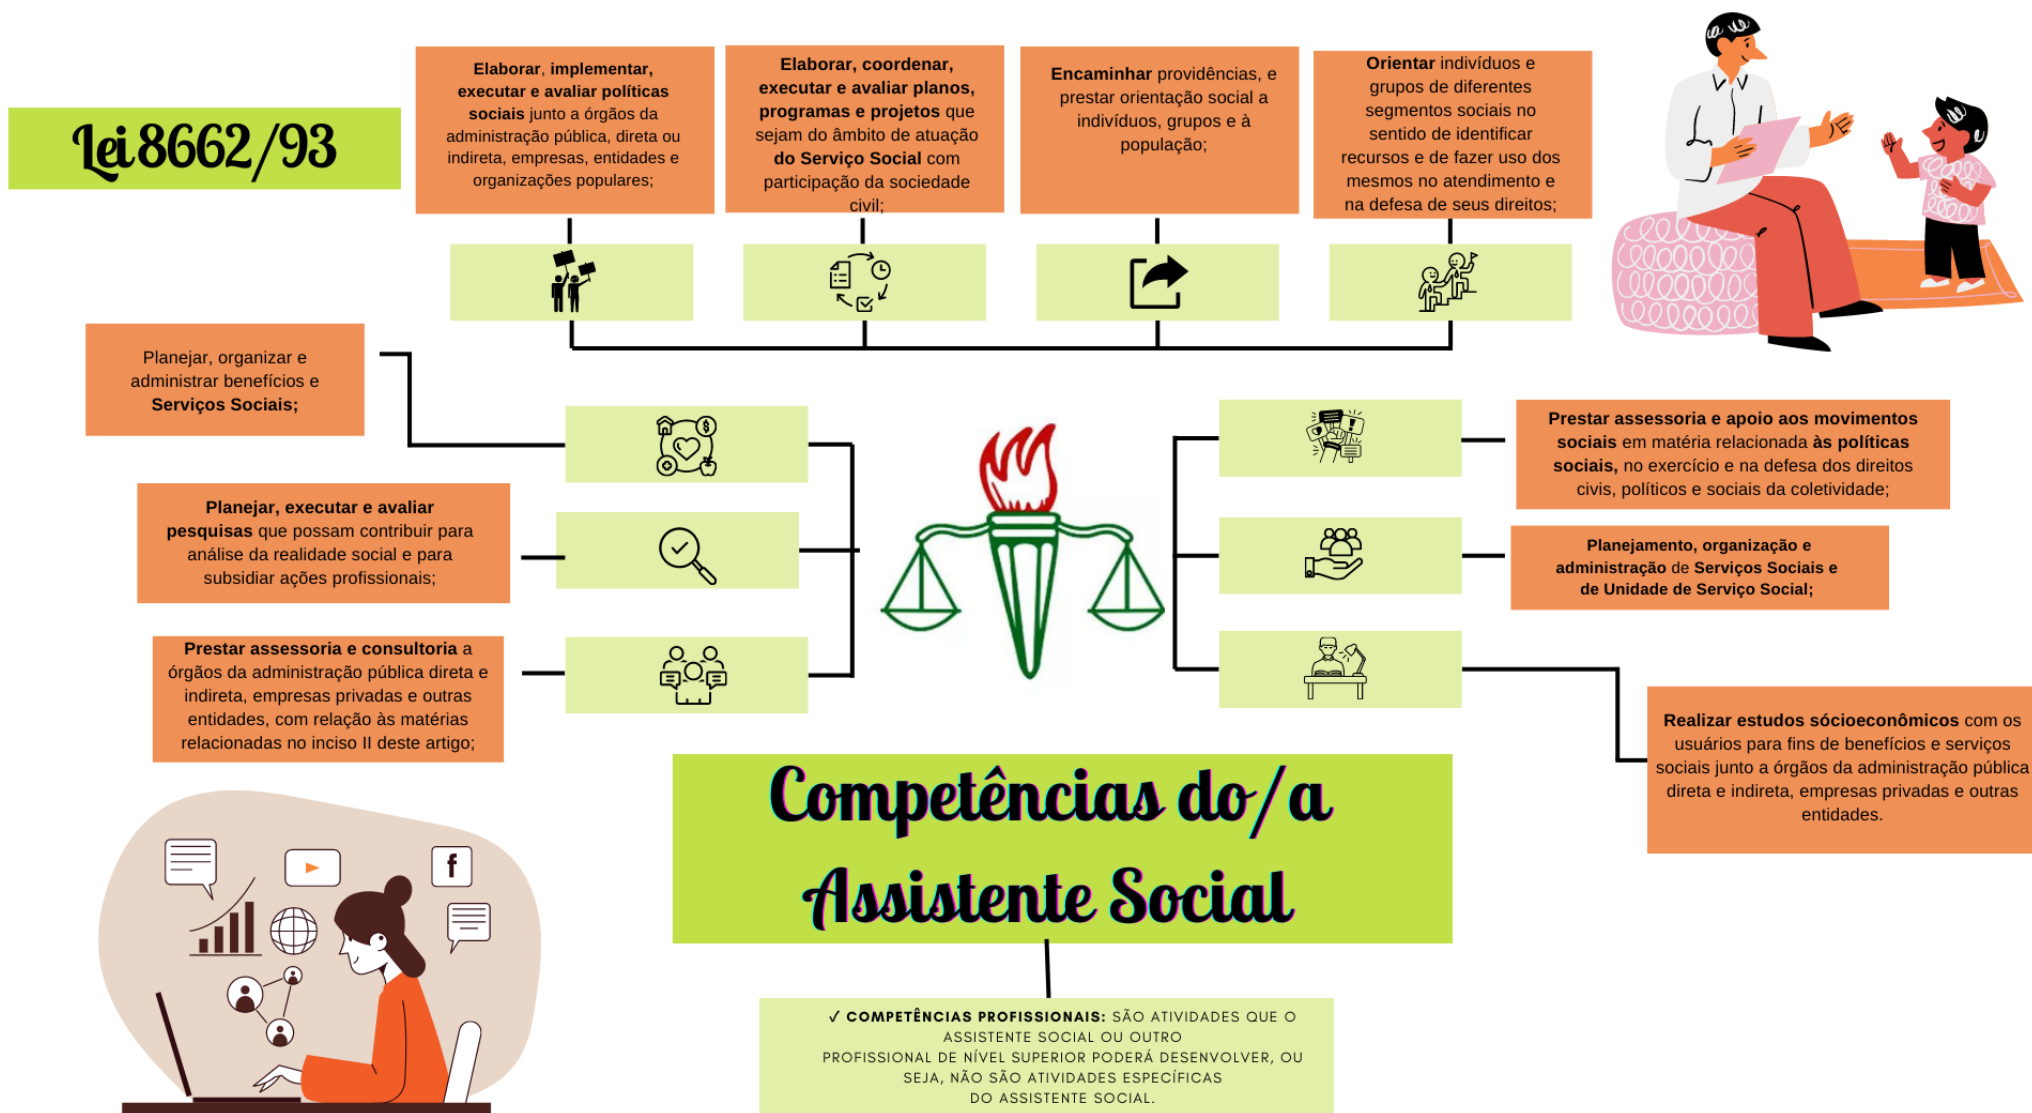 Lei 8662/93
Elaborar, implementar,
executar e avaliar políticas
sociais junto a órgãos da
administração pública, direta ou
indireta, empresas, entidades e
organizações populares;
Elaborar, coordenar,
executar e avaliar planos,
programas e projetos que
sejam do âmbito de atuação
do Serviço Social com
participação da sociedade
civil;
Encaminhar providências, e
prestar orientação social a
indivíduos, grupos e à
população;
Orientar indivíduos e
grupos de diferentes
segmentos sociais no
sentido de identificar
recursos e de fazer uso dos
mesmos no atendimento e
na defesa de seus direitos;
Planejar, organizar e
administrar benefícios e
Serviços Sociais;
Planejar, executar e avaliar
pesquisas que possam contribuir para
análise da realidade social e para
subsidiar ações profissionais;
Prestar assessoria e consultoria a
órgãos da administração pública direta e
indireta, empresas privadas e outras
entidades, com relação às matérias
relacionadas no inciso II deste artigo;
Prestar assessoria e apoio aos movimentos
sociais em matéria relacionada às políticas
sociais, no exercício e na defesa dos direitos
civis, políticos e sociais da coletividade;
Planejamento, organização e
administração de Serviços Sociais e
de Unidade de Serviço Social;
Realizar estudos sócioeconômicos com os
usuários para fins de benefícios e serviços
sociais junto a órgãos da administração pública
direta e indireta, empresas privadas e outras
entidades.
Competências do/a
Assistente Social
f
✓ COMPETÊNCIAS PROFISSIONAIS: SÃO ATIVIDADES QUE O
ASSISTENTE SOCIAL OU OUTRO
PROFISSIONAL DE NÍVEL SUPERIOR PODERÁ DESENVOLVER, OU
SEJA, NÃO SÃO ATIVIDADES ESPECÍFICAS
DO ASSISTENTE SOCIAL.